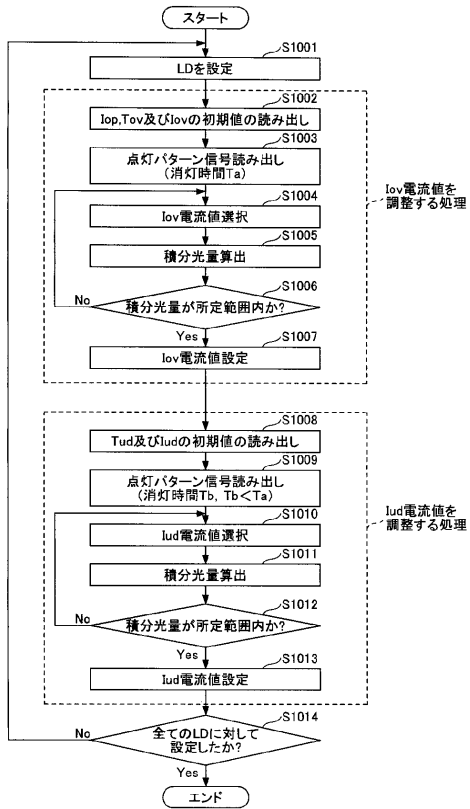 スタート
S1001
LDを設定
S1002
Iop,Tov及びIovの初期値の読み出し
S1003
点灯パターン信号読み出し
(消灯時間Ta)
S1004
Iov電流値選択
S1005
積分光量算出
S1006
No
積分光量が所定範囲内か?
Yes
S1007
Iov電流値設定
Iov電流値を
調整する処理
S1008
Tud及びIudの初期値の読み出し
S1009
点灯パターン信号読み出し
(消灯時間Tb, Tb<Ta)
S1010
Iud電流値選択
S1011
積分光量算出
S1012
No
積分光量が所定範囲内か?
Yes
S1013
Iud電流値設定
Iud電流値を
調整する処理
S1014
No
全てのLDに対して
設定したか?
Yes
エンド